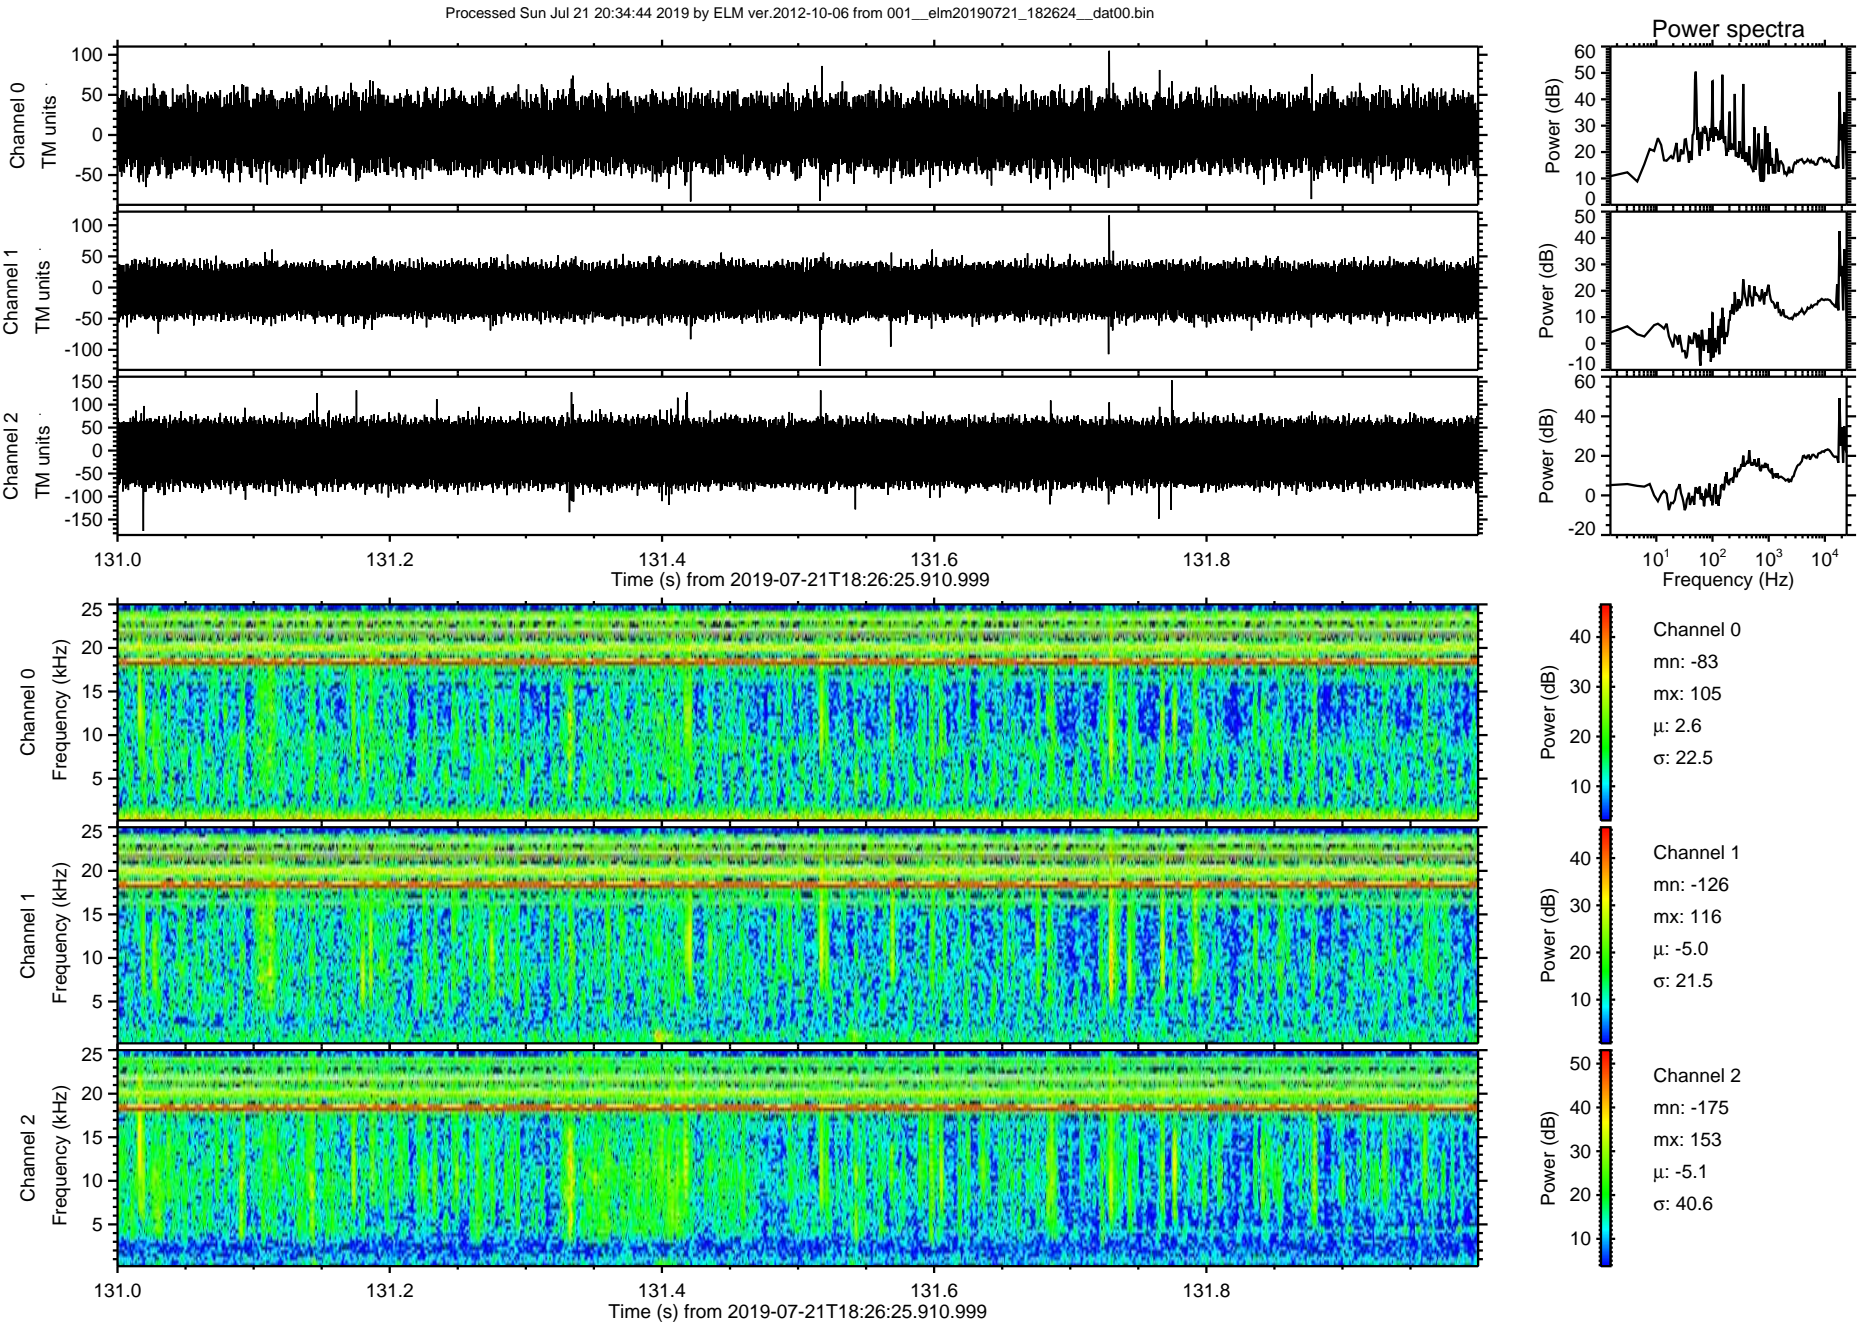 Processed Sun Jul 21 20:34:44 2019 by ELM ver.2012-10-06 from 001__elm20190721_182624__dat00.bin
Power spectra
Channel 0
TM units
100
50
0
-50
Power (dB)
60
50
40
30
20
10
0
Channel 1
TM units
100
50
0
-50
-100
Power (dB)
50
40
30
20
10
0
-10
Channel 2
TM units
150
100
50
0
-50
-100
-150
Power (dB)
60
40
20
0
-20
131.0 131.2 131.4 131.6 131.8
Time (s) from 2019-07-21T18:26:25.910.999
10¹ 10² 10³ 10⁴
Frequency (Hz)
Channel 0
Frequency (kHz)
25
20
15
10
5
Power (dB)
40
30
20
10
Channel 0
mn: -83
mx: 105
μ: 2.6
σ: 22.5
Channel 1
Frequency (kHz)
25
20
15
10
5
Power (dB)
40
30
20
10
Channel 1
mn: -126
mx: 116
μ: -5.0
σ: 21.5
Channel 2
Frequency (kHz)
25
20
15
10
5
Power (dB)
50
40
30
20
10
Channel 2
mn: -175
mx: 153
μ: -5.1
σ: 40.6
131.0 131.2 131.4 131.6 131.8
Time (s) from 2019-07-21T18:26:25.910.999